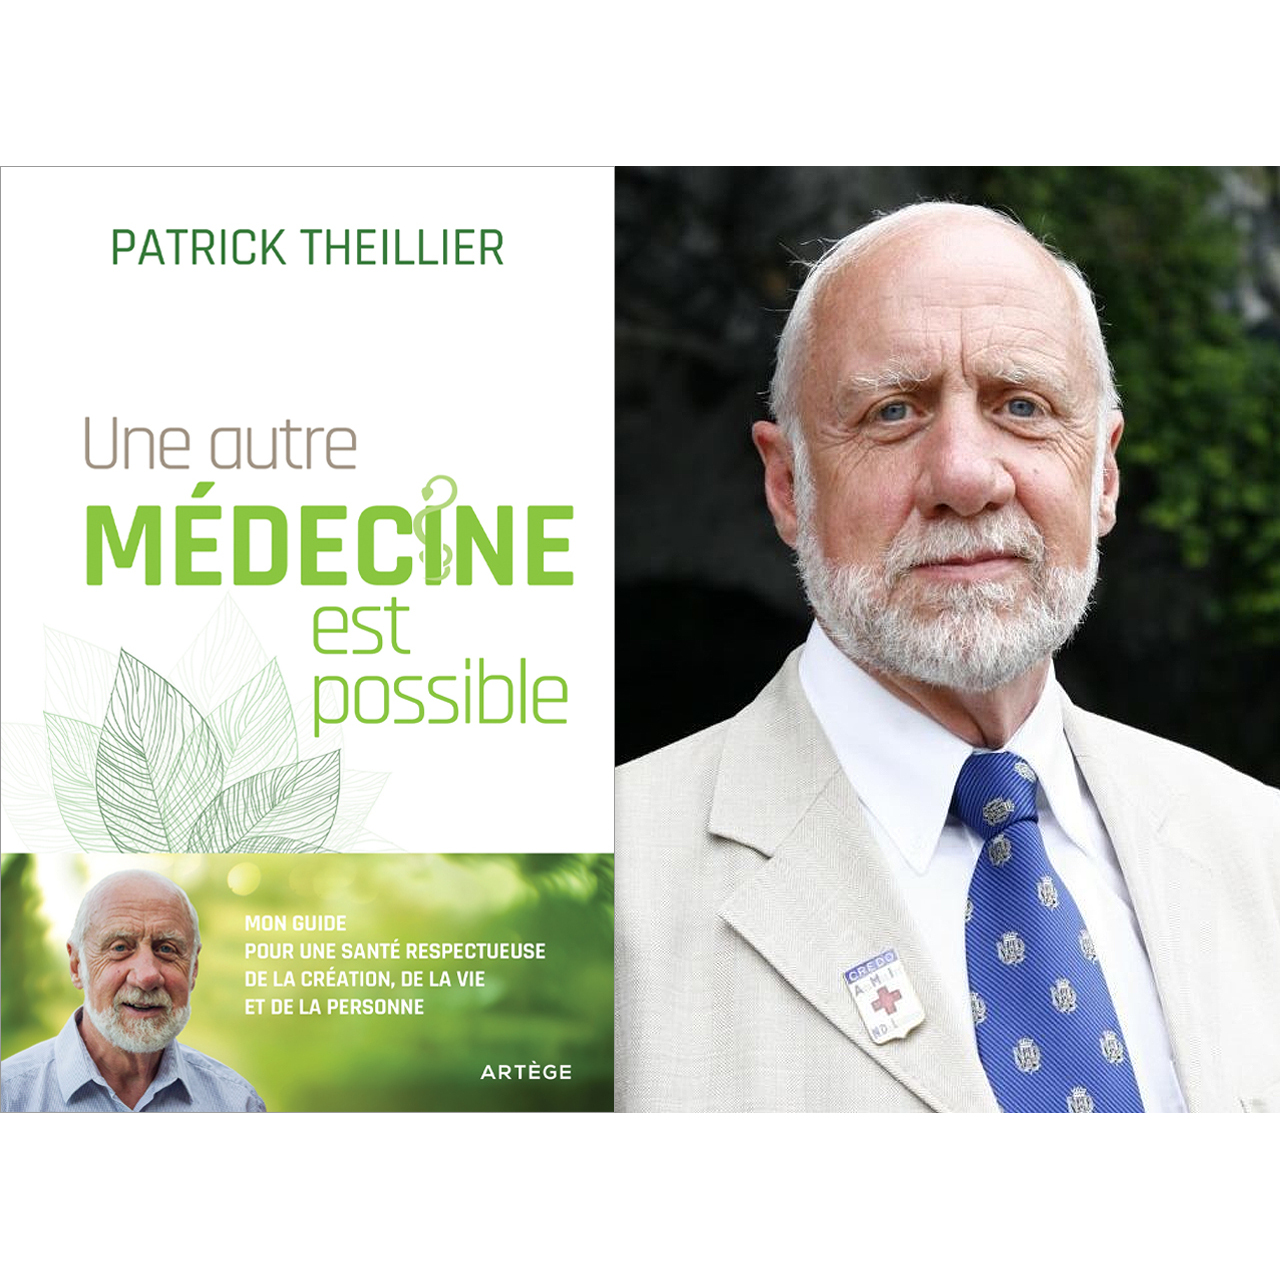 PATRICK THEILLIER
Une autre
MÉDECINE
est
possible
MON GUIDE
POUR UNE SANTÉ RESPECTUEUSE
DE LA CRÉATION, DE LA VIE
ET DE LA PERSONNE
ARTÈGE
CREDO
A.M.I.L
N.D.L